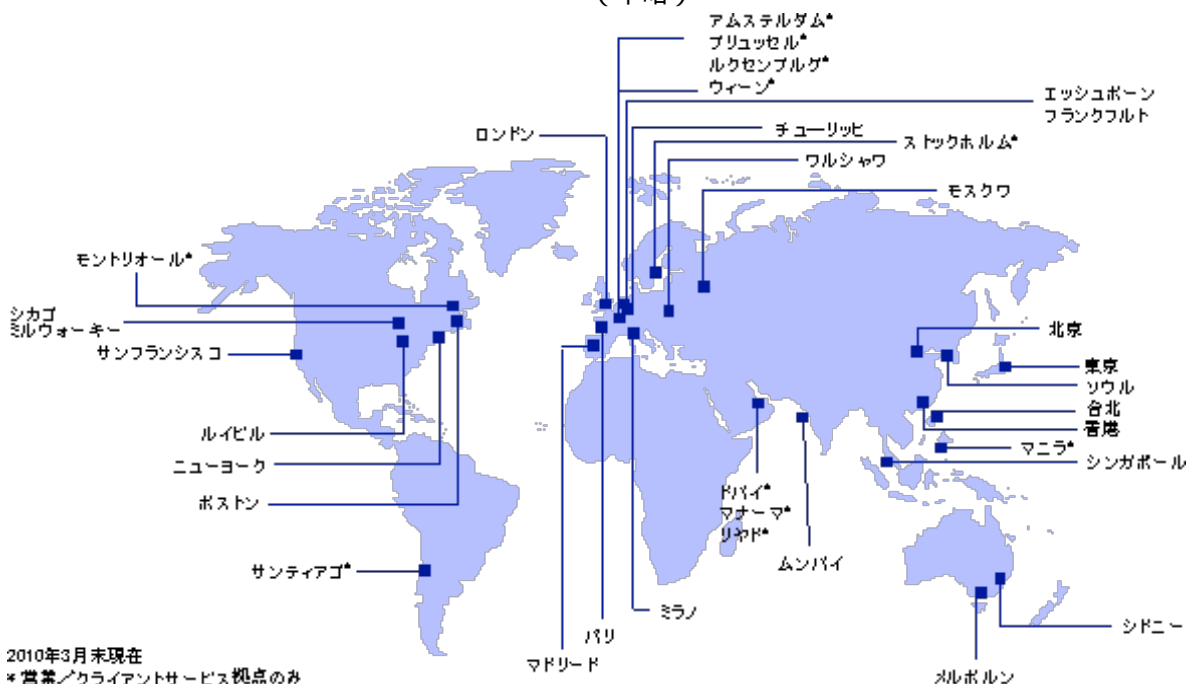 (中略)
アムステルダム*
ブリュッセル*
ルクセンブルグ*
ウィーン*
エッシュボーン
フランクフルト
ロンドン
チューリッヒ
ストックホルム*
ワルシャワ
モスクワ
モントリオール*
シカゴ
ミルウォーキー
サンフランシスコ
北京
東京
ソウル
台北
香港
マニラ*
シンガポール
ルイビル
ニューヨーク
ボストン
ドバイ*
マナーマ*
リヤド*
ムンバイ
サンティアゴ*
ミラノ
パリ
マドリード
シドニー
メルボルン
2010年3月末現在
* 営業/クライアントサービス拠点のみ